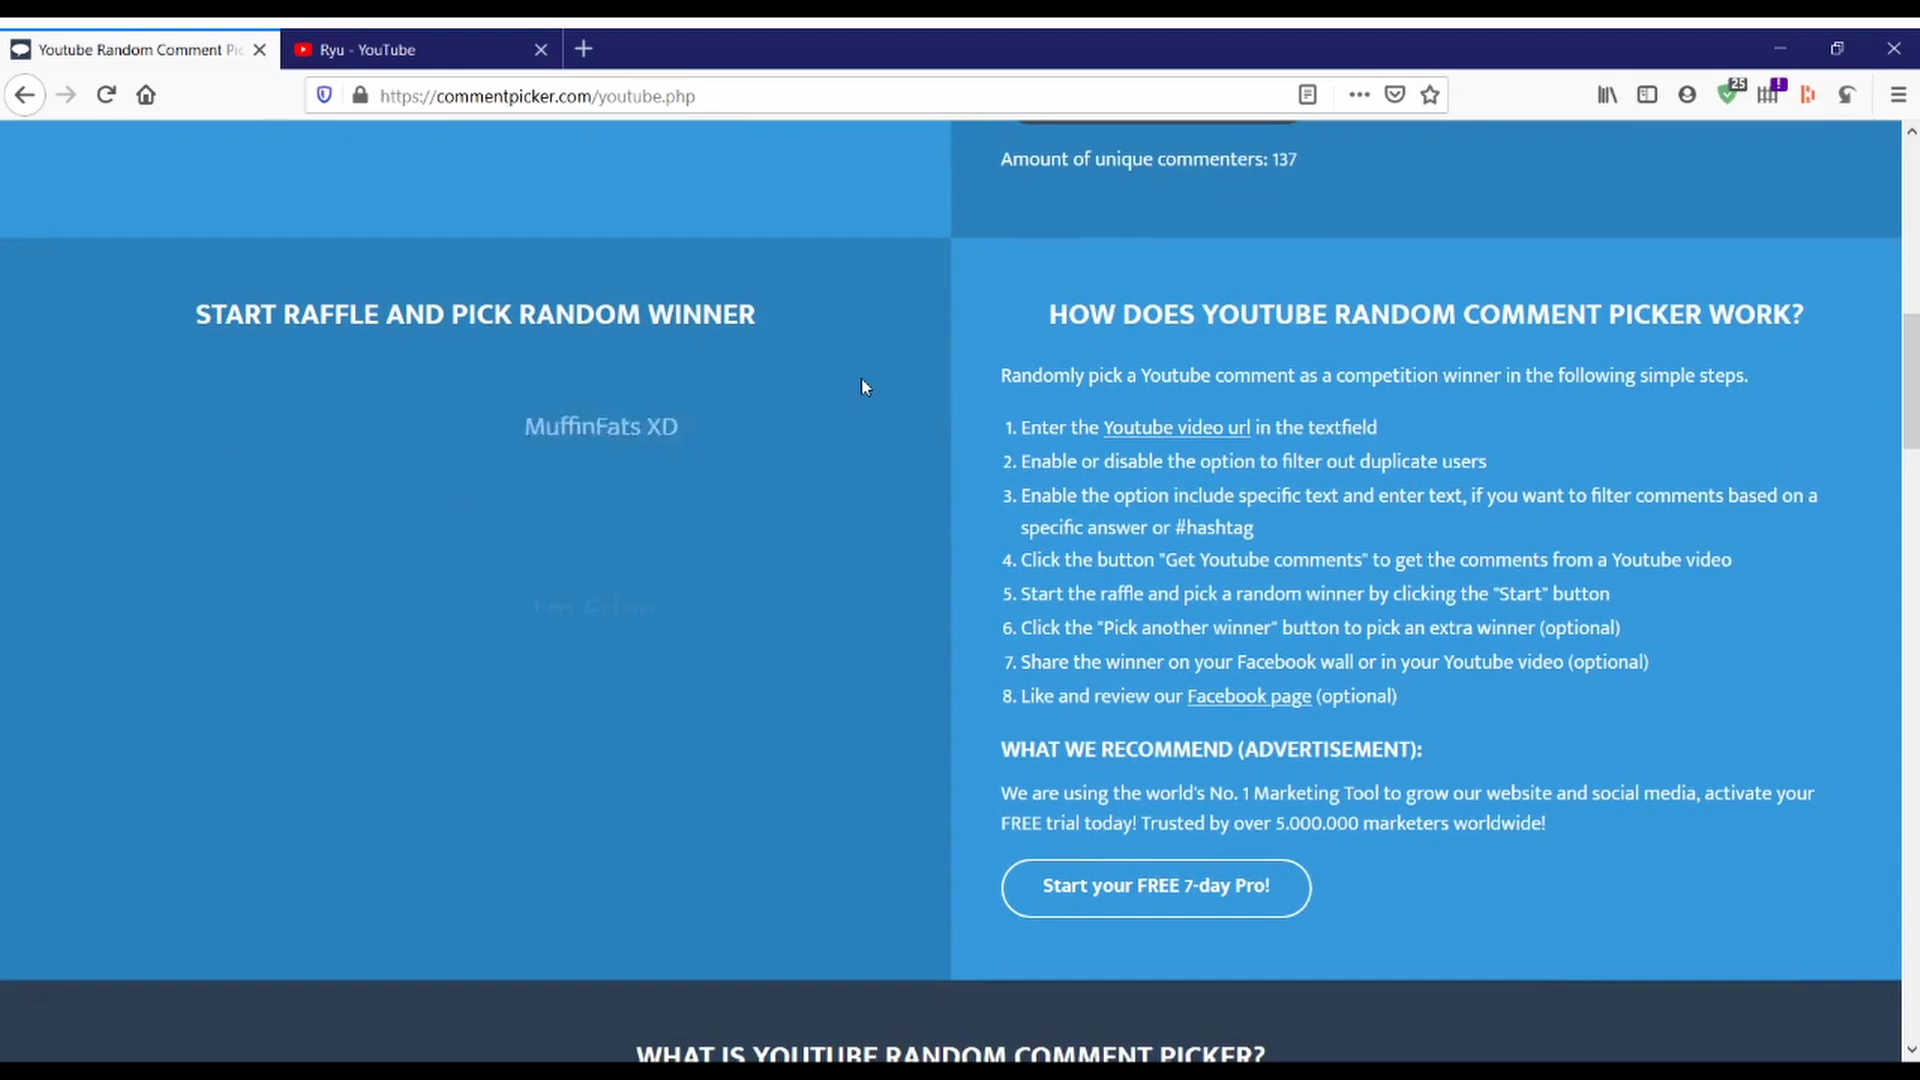 Youtube Random Comment Pic
Ryu - YouTube
https://commentpicker.com/youtube.php
25
Amount of unique commenters: 137
START RAFFLE AND PICK RANDOM WINNER
MuffinFats XD
HOW DOES YOUTUBE RANDOM COMMENT PICKER WORK?
Randomly pick a Youtube comment as a competition winner in the following simple steps.
1. Enter the Youtube video url in the textfield
2. Enable or disable the option to filter out duplicate users
3. Enable the option include specific text and enter text, if you want to filter comments based on a
specific answer or #hashtag
4. Click the button "Get Youtube comments" to get the comments from a Youtube video
5. Start the raffle and pick a random winner by clicking the "Start" button
6. Click the "Pick another winner" button to pick an extra winner (optional)
7. Share the winner on your Facebook wall or in your Youtube video (optional)
8. Like and review our Facebook page (optional)
WHAT WE RECOMMEND (ADVERTISEMENT):
We are using the world's No. 1 Marketing Tool to grow our website and social media, activate your
FREE trial today! Trusted by over 5.000.000 marketers worldwide!
Start your FREE 7-day Pro!
WHAT IS YOUTUBE RANDOM COMMENT PICKER?